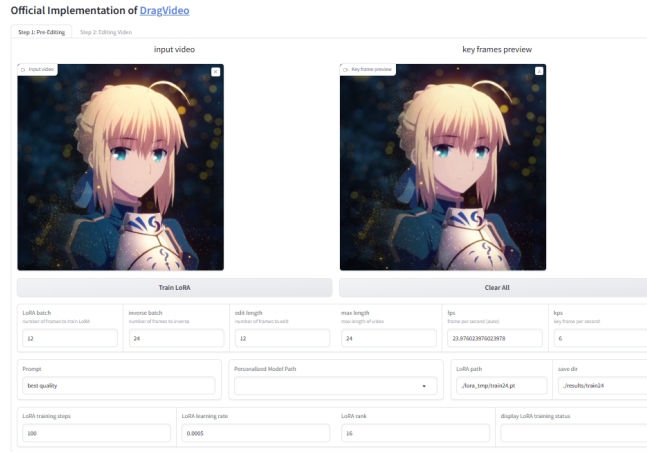 Official Implementation of DragVideo
Step 1: Pre-Editing Step 2: Editing Video
input video key frames preview
Input video Key frame preview
Train LoRA Clear All
LoRA batch inverse batch edit length max length fps kps
number of frames to train LoRA number of frames to inverse number of frames to edit max length of video frame per second (auto) key frame per second
12 24 12 24 23.976023976023978 6
Prompt Personalized Model Path LoRA path save dir
best quality ./lora_tmp/train24.pt ./results/train24
LoRA training steps LoRA learning rate LoRA rank display LoRA training status
100 0.0005 16